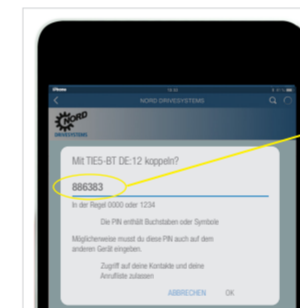 NORD DRIVESYSTEMS
NORD
DRIVESYSTEMS
Mit TIE5-BT DE:12 koppeln?
886383
In der Regel 0000 oder 1234
Die PIN enthält Buchstaben oder Symbole
Möglicherweise musst du diese PIN auch auf dem
anderen Gerät eingeben.
Zugriff auf deine Kontakte und deine
Anrufliste zulassen
ABBRECHEN OK